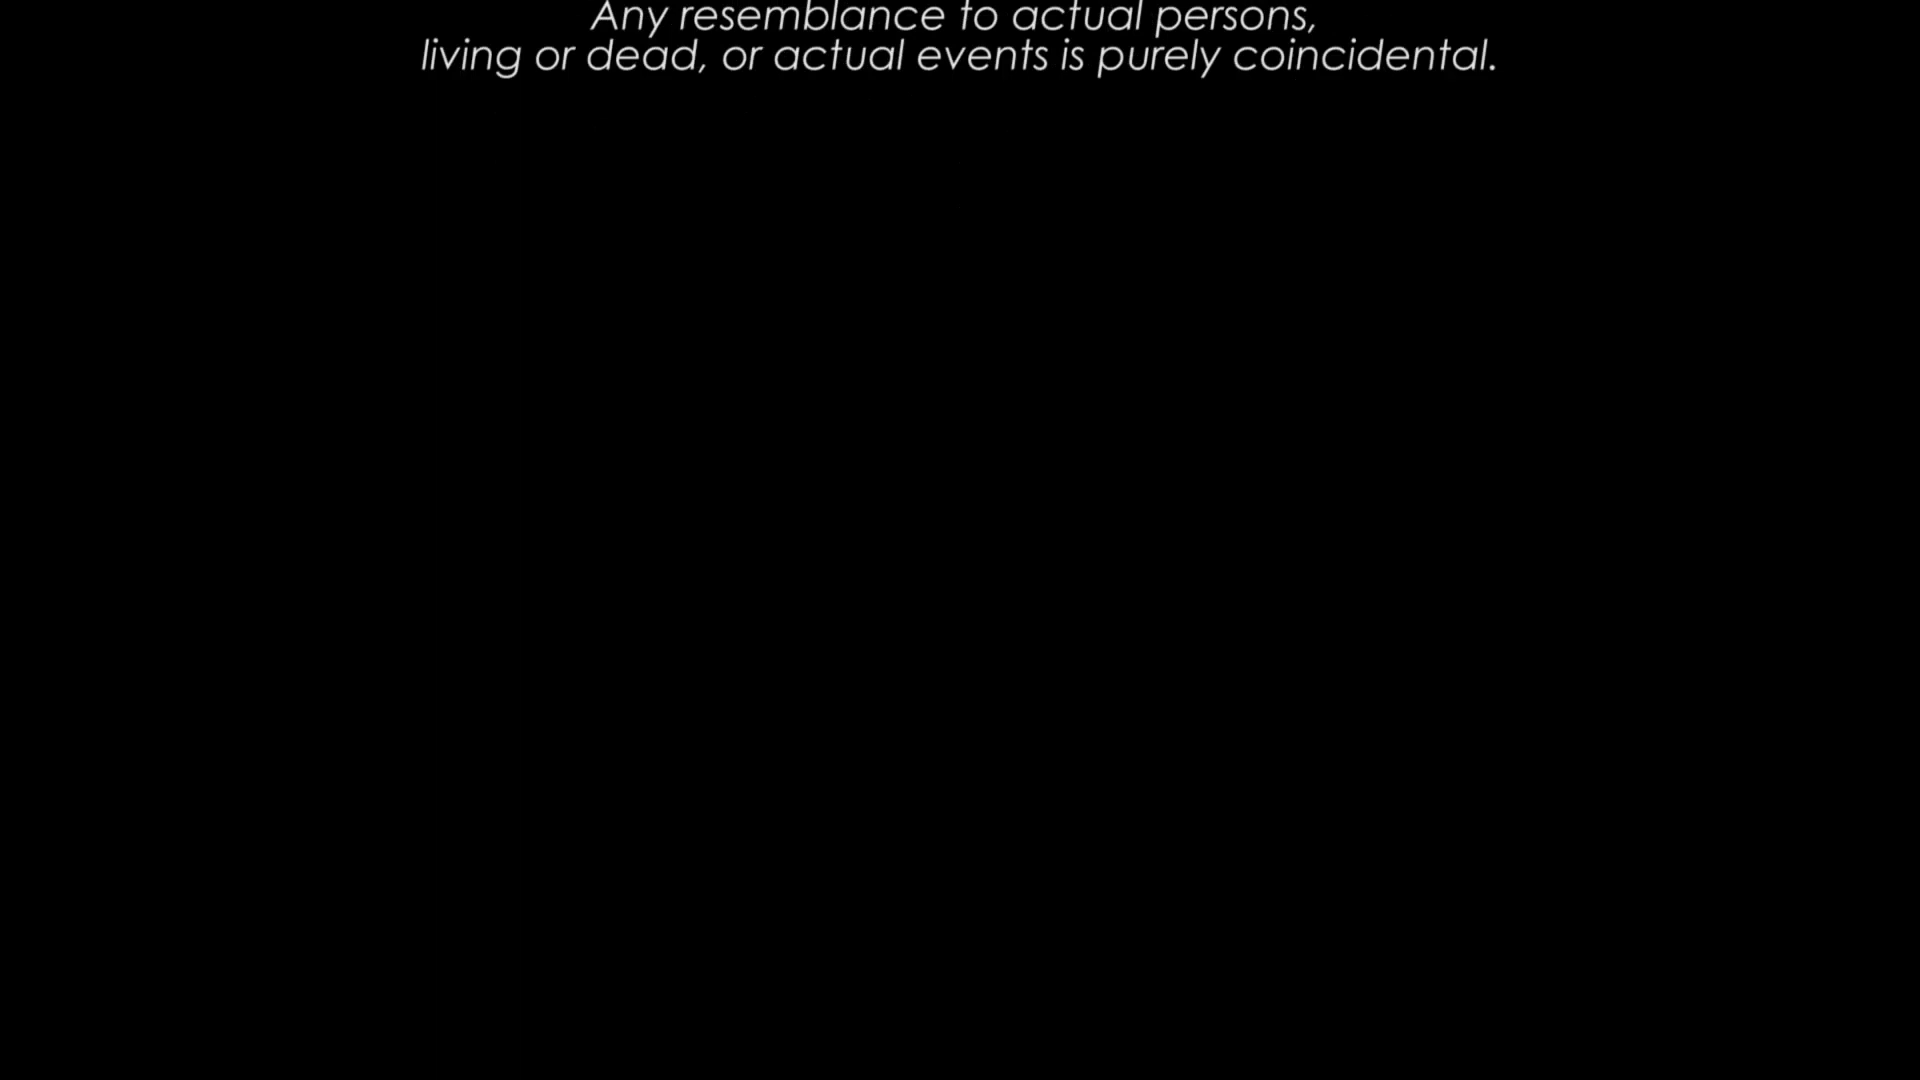 Any resemblance to actual persons,
living or dead, or actual events is purely coincidental.